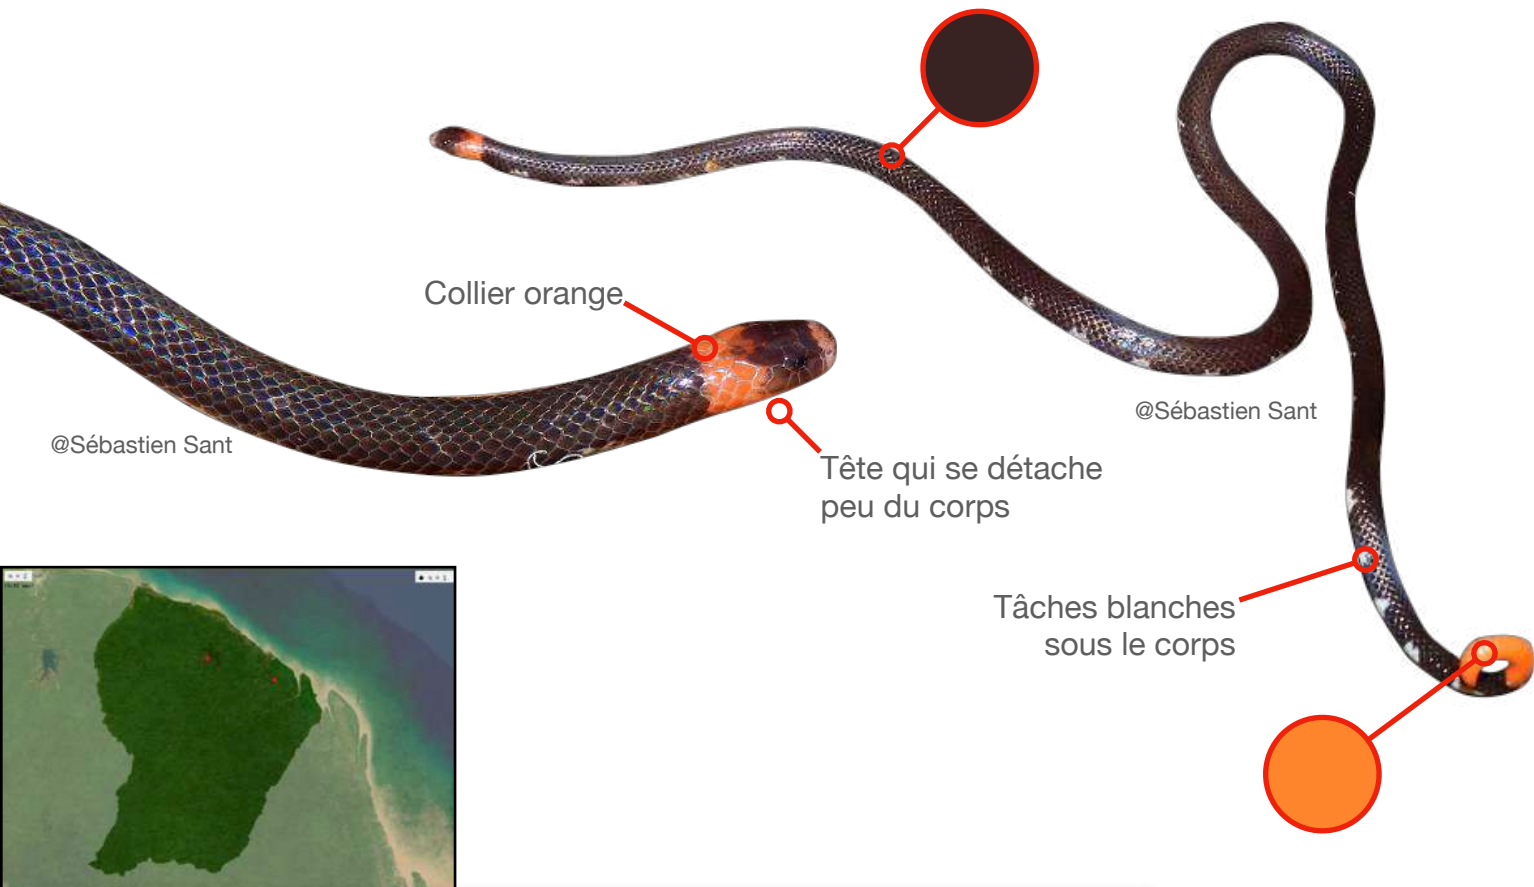 Collier orange
@Sébastien Sant
@Sébastien Sant
Tête qui se détache
peu du corps
Tâches blanches
sous le corps